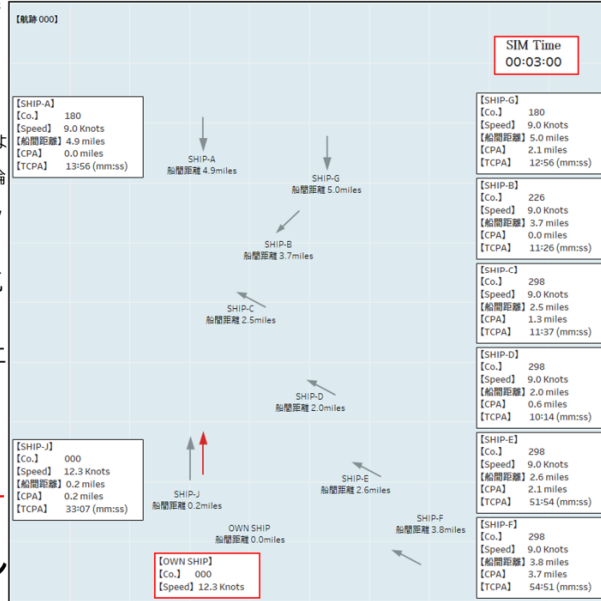 【航跡 000】
SIM Time
00:03:00
【SHIP-A】
【Co.】 180
【Speed】 9.0 Knots
【船間距離】4.9 miles
【CPA】 0.0 miles
【TCPA】 13:56 (mm:ss)
SHIP-A
船間距離 4.9miles
SHIP-G
船間距離 5.0miles
SHIP-B
船間距離 3.7miles
SHIP-C
船間距離 2.5miles
SHIP-D
船間距離 2.0miles
SHIP-E
船間距離 2.6miles
SHIP-F
船間距離 3.8miles
【SHIP-G】
【Co.】 180
【Speed】 9.0 Knots
【船間距離】5.0 miles
【CPA】 2.1 miles
【TCPA】 12:56 (mm:ss)
【SHIP-B】
【Co.】 226
【Speed】 9.0 Knots
【船間距離】3.7 miles
【CPA】 0.0 miles
【TCPA】 11:26 (mm:ss)
【SHIP-C】
【Co.】 298
【Speed】 9.0 Knots
【船間距離】2.5 miles
【CPA】 1.3 miles
【TCPA】 11:37 (mm:ss)
【SHIP-D】
【Co.】 298
【Speed】 9.0 Knots
【船間距離】2.0 miles
【CPA】 0.6 miles
【TCPA】 10:14 (mm:ss)
【SHIP-E】
【Co.】 298
【Speed】 9.0 Knots
【船間距離】2.6 miles
【CPA】 2.1 miles
【TCPA】 51:54 (mm:ss)
【SHIP-F】
【Co.】 298
【Speed】 9.0 Knots
【船間距離】3.8 miles
【CPA】 3.7 miles
【TCPA】 54:51 (mm:ss)
【SHIP-J】
【Co.】 000
【Speed】 12.3 Knots
【船間距離】0.2 miles
【CPA】 0.2 miles
【TCPA】 33:07 (mm:ss)
SHIP-J
船間距離 0.2miles
OWN SHIP
船間距離 0.0miles
【OWN SHIP】
【Co.】 000
【Speed】12.3 Knots